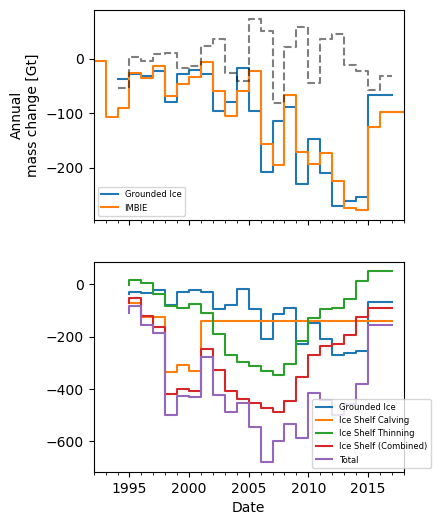 Annual
mass change [Gt]
0
−100
−200
Grounded Ice
IMBIE
0
−200
−400
−600
Grounded Ice
Ice Shelf Calving
Ice Shelf Thinning
Ice Shelf (Combined)
Total
1995 2000 2005 2010 2015
Date